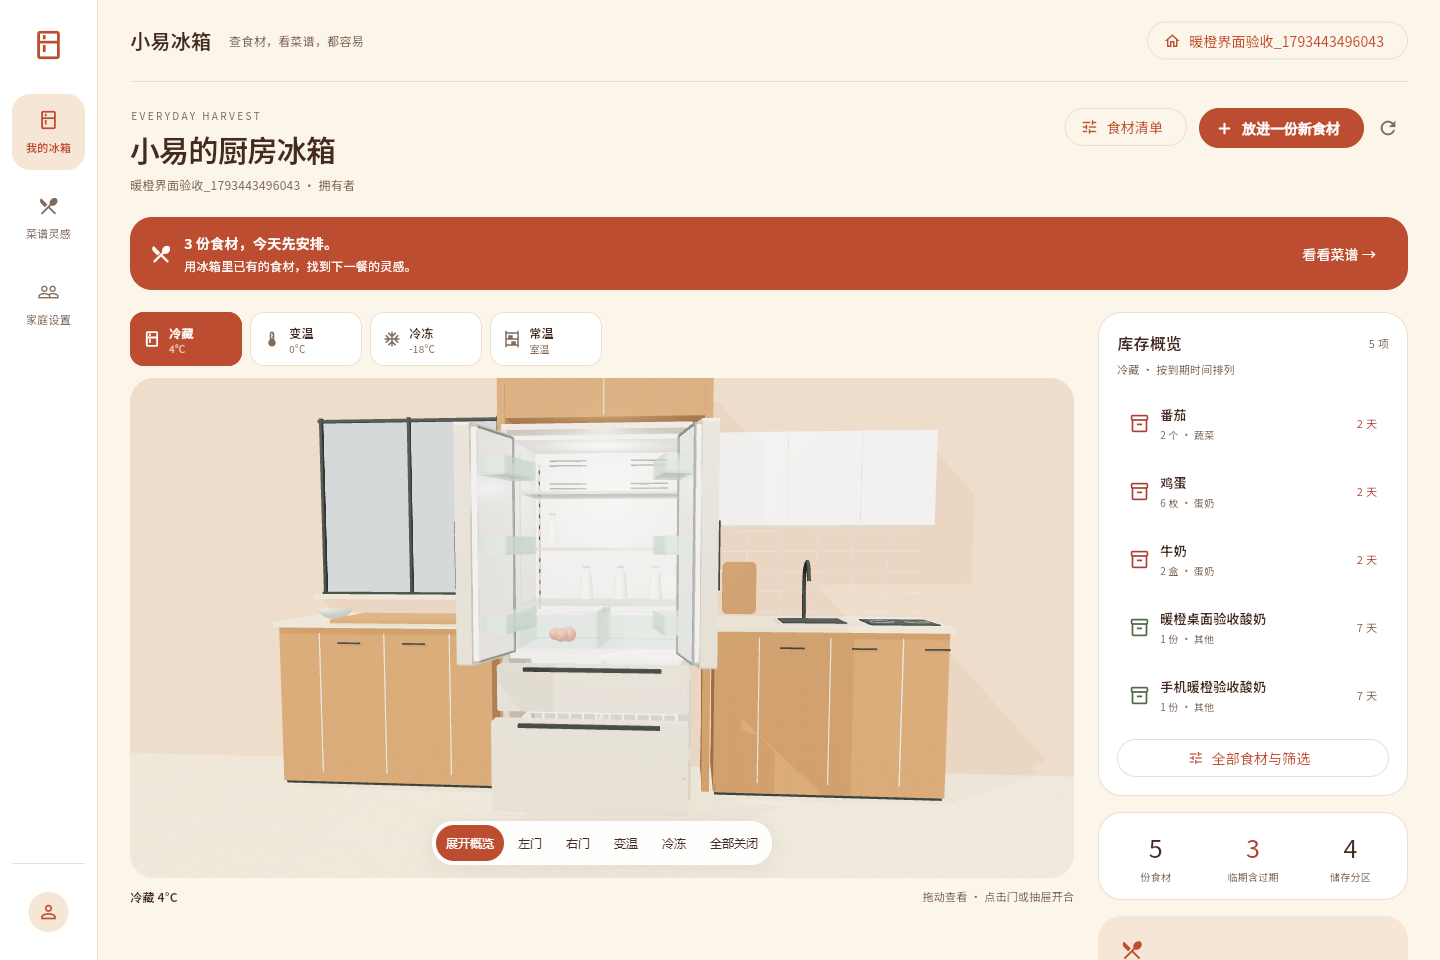 小易冰箱
查食材，看菜谱，都容易
暖橙界面验收_1793443496043
我的冰箱
菜谱灵感
家庭设置
EVERYDAY HARVEST
小易的厨房冰箱
暖橙界面验收_1793443496043 · 拥有者
食材清单
放进一份新食材
3 份食材，今天先安排。
用冰箱里已有的食材，找到下一餐的灵感。
看看菜谱 →
冷藏
4°C
变温
0°C
冷冻
-18°C
常温
室温
展开概览
左门
右门
变温
冷冻
全部关闭
冷藏 4°C
拖动查看 · 点击门或抽屉开合
库存概览
5 项
冷藏 · 按到期时间排列
番茄
2 个 · 蔬菜
2 天
鸡蛋
6 枚 · 蛋奶
2 天
牛奶
2 盒 · 蛋奶
2 天
暖橙桌面验收酸奶
1 份 · 其他
7 天
手机暖橙验收酸奶
1 份 · 其他
7 天
全部食材与筛选
5
份食材
3
临期含过期
4
储存分区